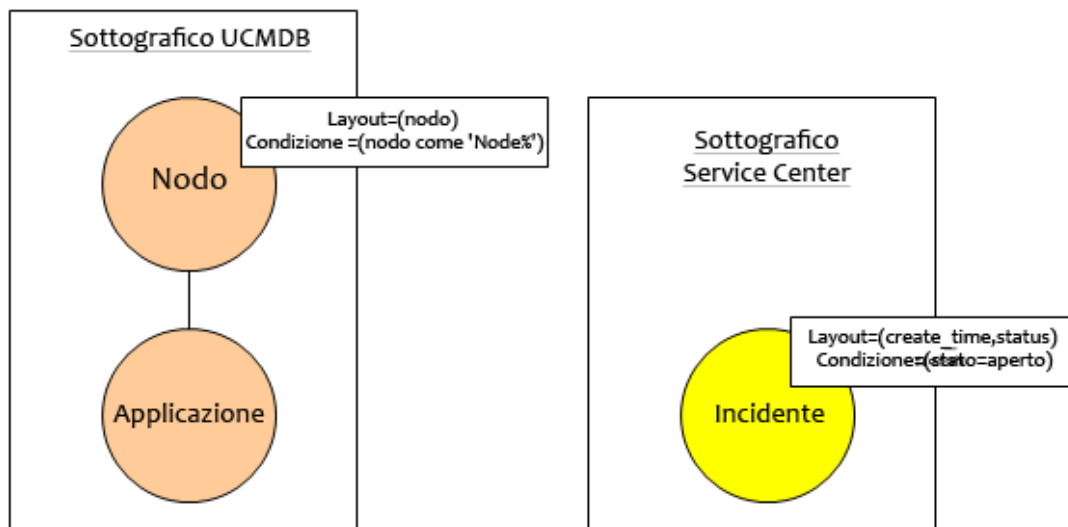 Sottografico UCMDB
Layout=(nodo)
Condizione =(nodo come 'Node%')
Nodo
Applicazione
Sottografico
Service Center
Layout=(create_time,status)
Condizione=(stato=aperto)
Incidente